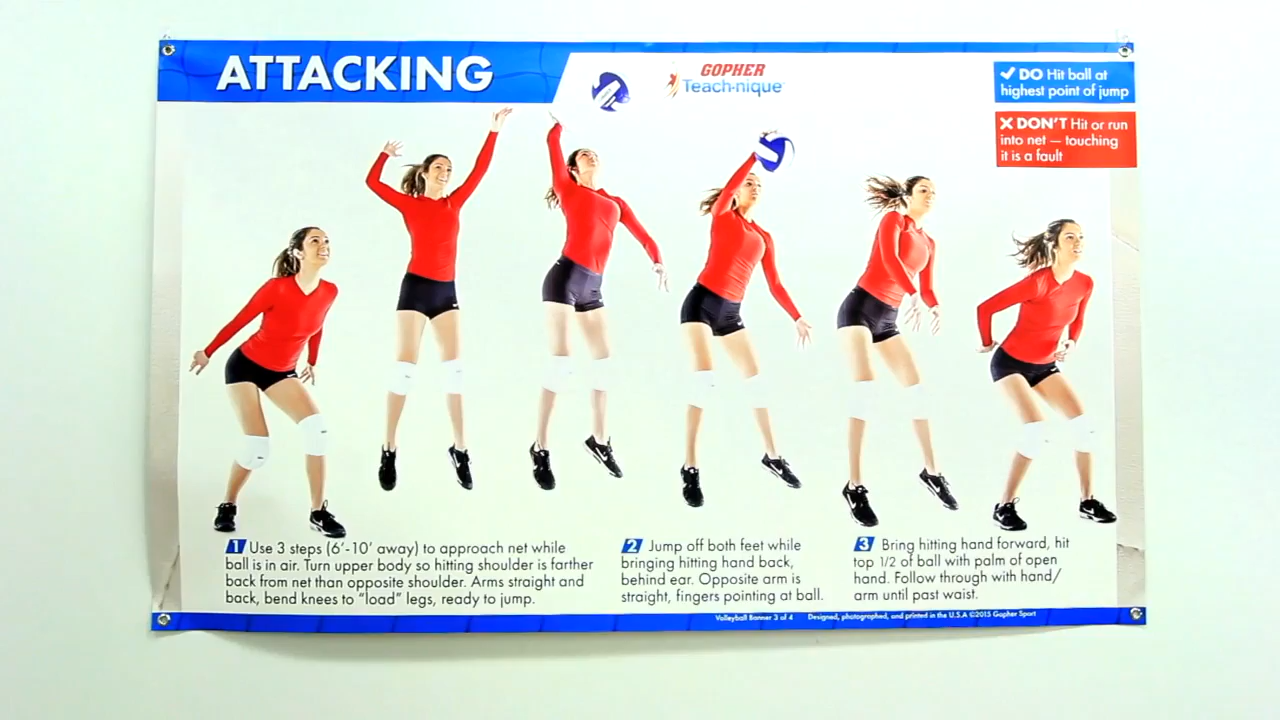 ATTACKING
GOPHER
Teach-nique
✓ DO Hit ball at
highest point of jump
✗ DON'T Hit or run
into net — touching
it is a fault
1 Use 3 steps (6'-10' away) to approach net while
ball is in air. Turn upper body so hitting shoulder is farther
back from net than opposite shoulder. Arms straight and
back, bend knees to “load” legs, ready to jump.
2 Jump off both feet while
bringing hitting hand back,
behind ear. Opposite arm is
straight, fingers pointing at ball.
3 Bring hitting hand forward, hit
top 1/2 of ball with palm of open
hand. Follow through with hand/
arm until past waist.
Volleyball Banner 3 of 4 Designed, photographed, and printed in the U.S.A ©2015 Gopher Sport